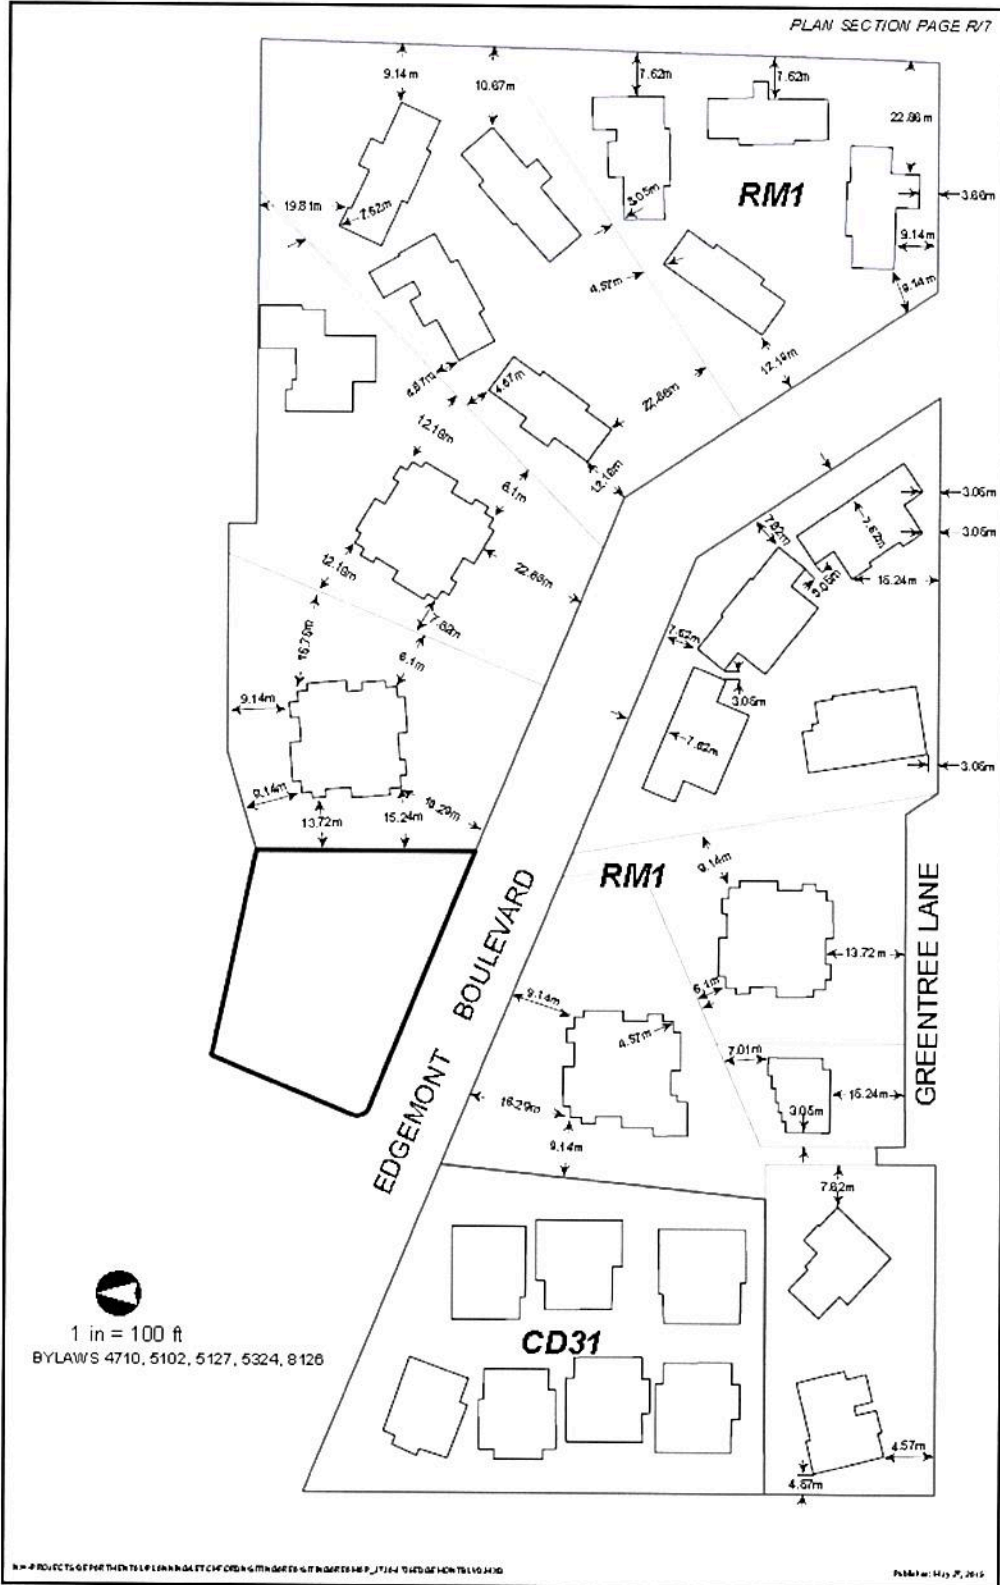 PLAN SECTION PAGE R/7
9.14m
10.67m
7.62m
7.62m
22.86m
RM1
3.05m
19.81m
7.62m
3.66m
9.14m
9.14m
4.57m
12.19m
22.86m
4.57m
4.57m
12.19m
12.19m
6.1m
3.05m
7.62m
7.62m
3.05m
3.05m
15.24m
12.19m
22.86m
7.62m
16.76m
6.1m
7.62m
3.05m
9.14m
7.62m
3.05m
9.14m
18.29m
13.72m
15.24m
RM1
9.14m
GREENTREE LANE
EDGEMONT BOULEVARD
13.72m
6.1m
9.14m
4.57m
7.01m
15.24m
3.05m
9.14m
7.62m
1 in = 100 ft
BYLAWS 4710, 5102, 5127, 5324, 8126
CD31
4.57m
4.57m